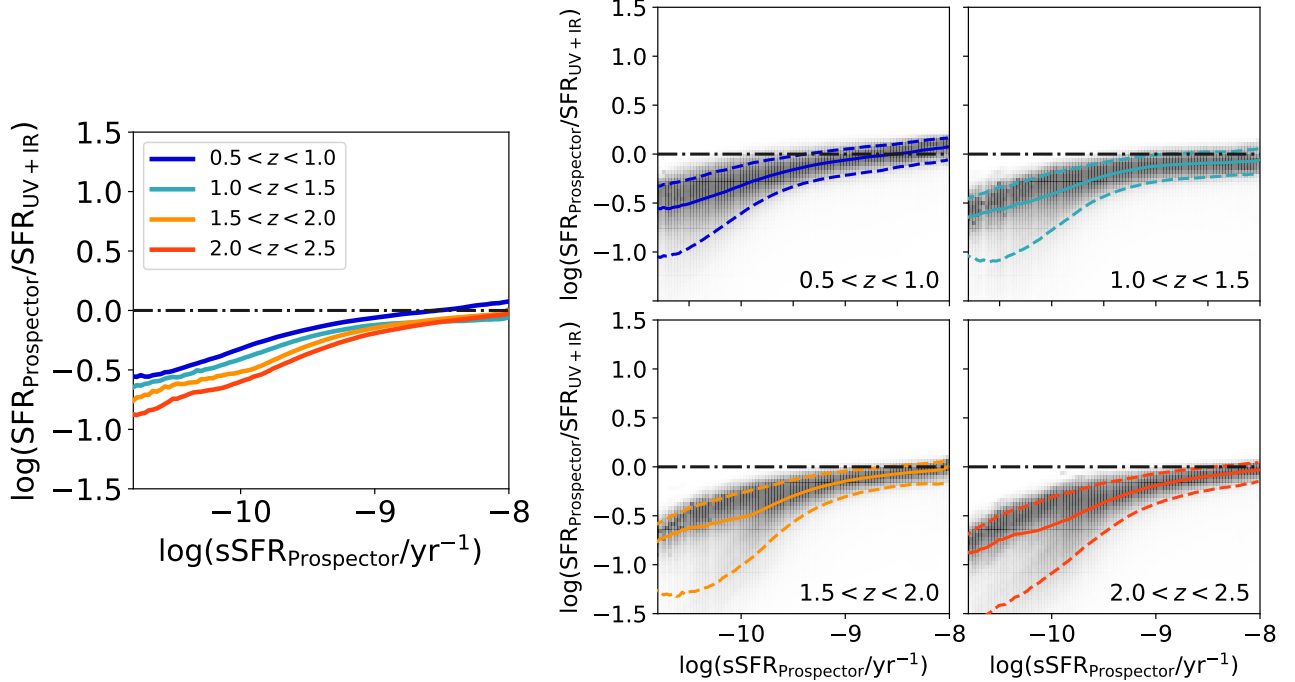 log(SFR_Prospector/SFR_UV+IR)
1.5
1.0
0.5
0.0
−0.5
−1.0
−1.5
0.5 < z < 1.0
1.0 < z < 1.5
1.5 < z < 2.0
2.0 < z < 2.5
−10 −9 −8
log(sSFR_Prospector/yr⁻¹)
log(SFR_Prospector/SFR_UV+IR)
1.5
1.0
0.5
0.0
−0.5
−1.0
0.5 < z < 1.0
1.0 < z < 1.5
log(SFR_Prospector/SFR_UV+IR)
1.5
1.0
0.5
0.0
−0.5
−1.0
−1.5
1.5 < z < 2.0
2.0 < z < 2.5
−10 −9 −8
−10 −9 −8
log(sSFR_Prospector/yr⁻¹)
log(sSFR_Prospector/yr⁻¹)